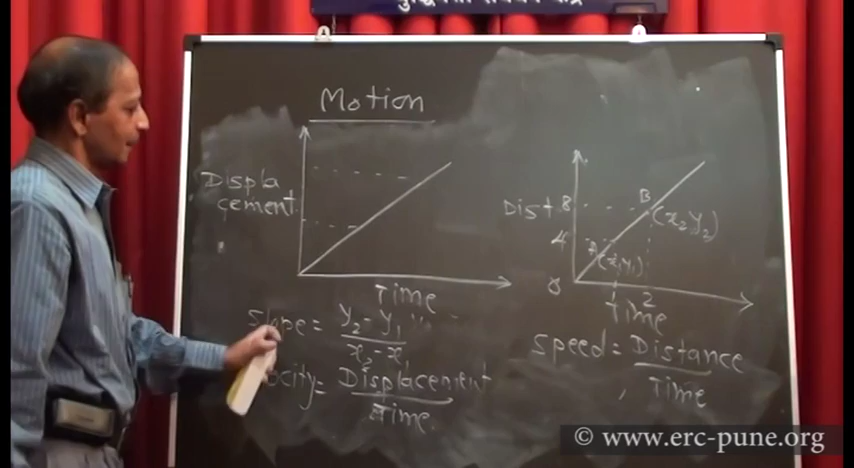 Motion
Displa
cement
Time
Slope = y₂ - y₁
x₂ - x₁
Displacement
Time
Dist 8
4
0
1 2
A (x₁, y₁)
B (x₂, y₂)
Time
Speed = Distance
Time
© www.erc-pune.org